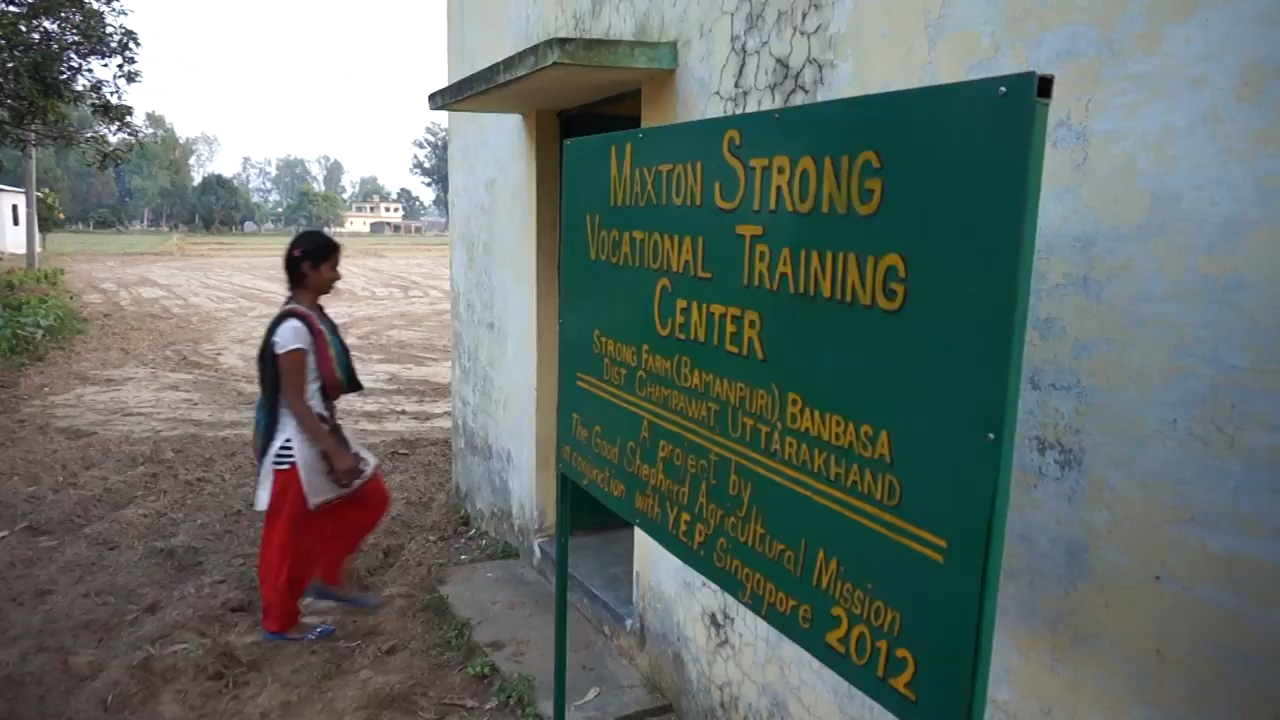 MAXTON STRONG
VOCATIONAL TRAINING
CENTER
STRONG FARM (BAMANPURI), BANBASA
DIST CHAMPAWAT, UTTARAKHAND
A project by
The Good Shepherd Agricultural Mission
in conjunction with Y.E.P. Singapore 2012